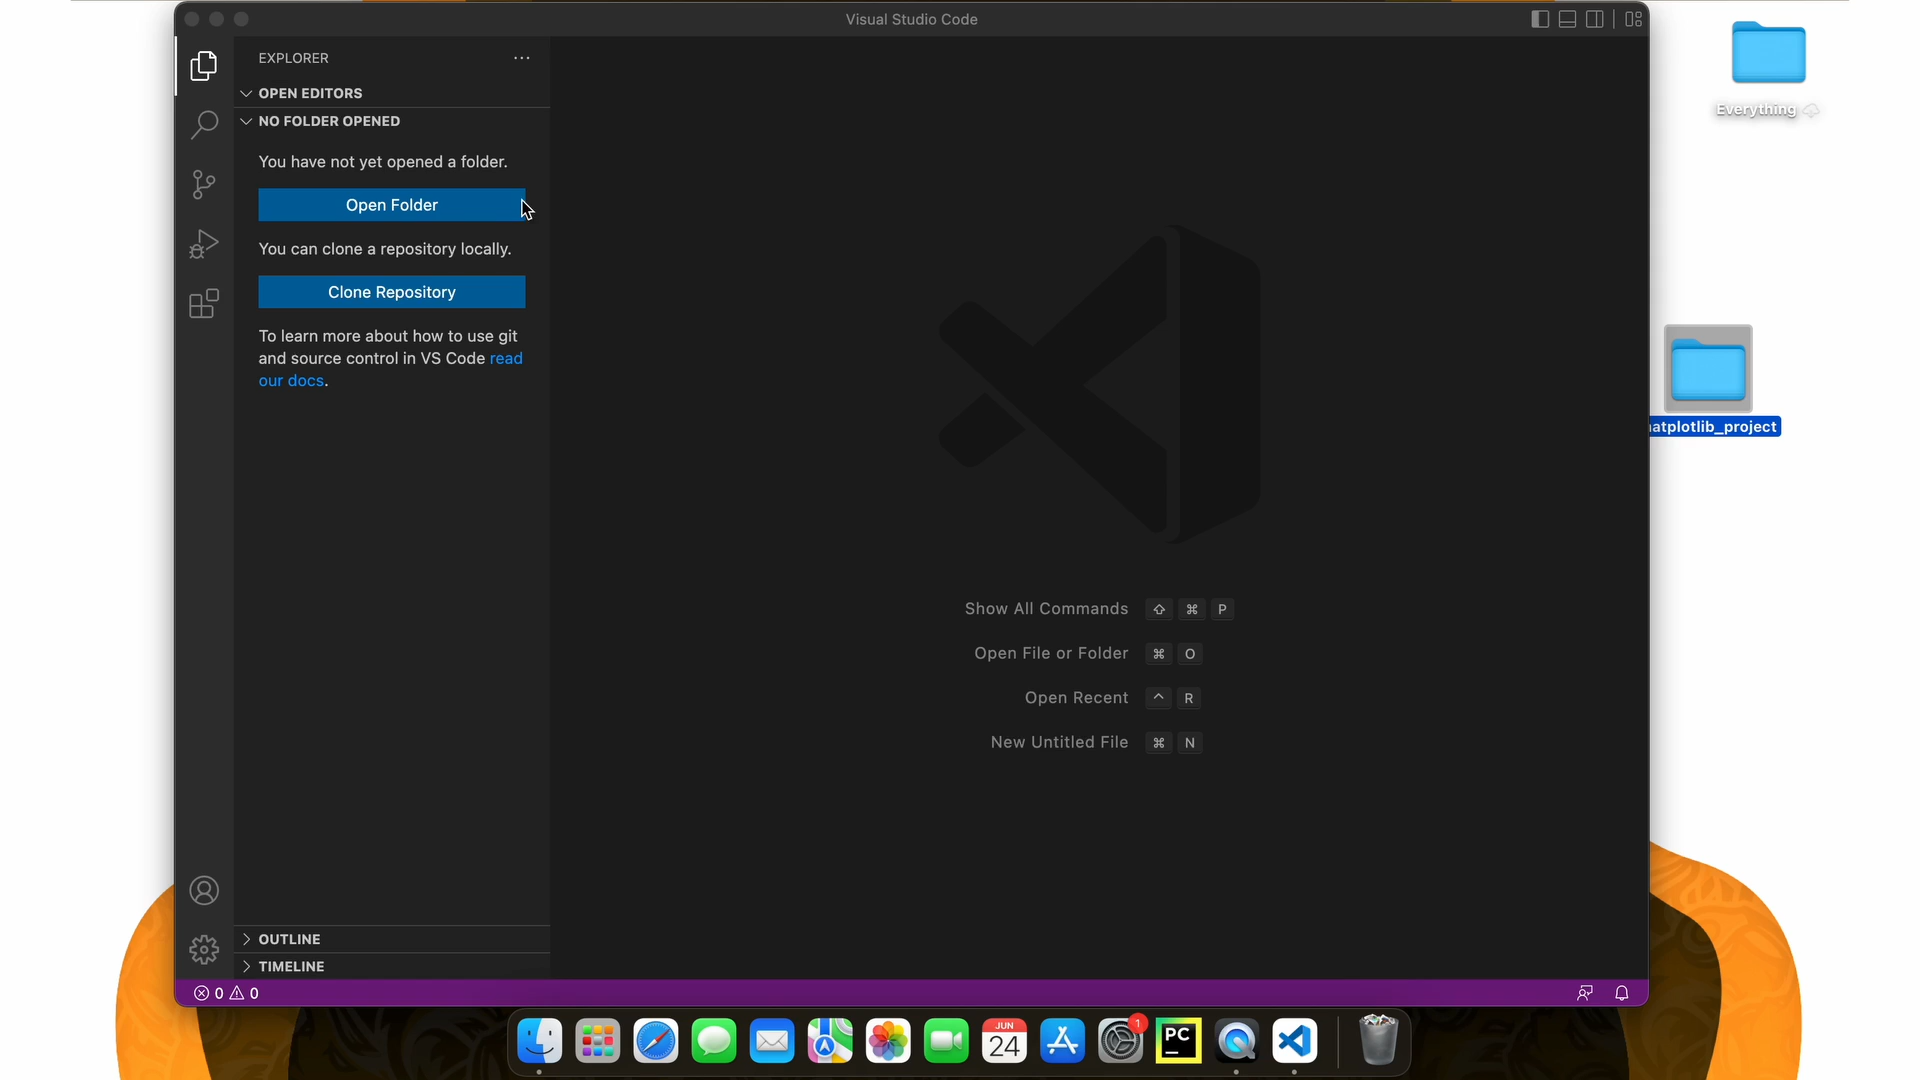 Visual Studio Code
EXPLORER
OPEN EDITORS
NO FOLDER OPENED
You have not yet opened a folder.
Open Folder
You can clone a repository locally.
Clone Repository
To learn more about how to use git
and source control in VS Code read
our docs.
Show All Commands ⇧ ⌘ P
Open File or Folder ⌘ O
Open Recent ^ R
New Untitled File ⌘ N
OUTLINE
TIMELINE
0 0
Everything
atplotlib_project
JUN
24
1
PC